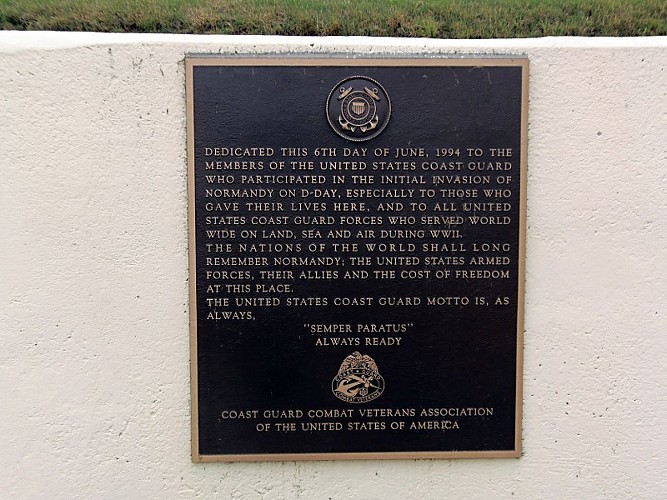 DEDICATED THIS 6TH DAY OF JUNE, 1994 TO THE
MEMBERS OF THE UNITED STATES COAST GUARD
WHO PARTICIPATED IN THE INITIAL INVASION OF
NORMANDY ON D-DAY, ESPECIALLY TO THOSE WHO
GAVE THEIR LIVES HERE, AND TO ALL UNITED
STATES COAST GUARD FORCES WHO SERVED WORLD
WIDE ON LAND, SEA AND AIR DURING WWII.
THE NATIONS OF THE WORLD SHALL LONG
REMEMBER NORMANDY; THE UNITED STATES ARMED
FORCES, THEIR ALLIES AND THE COST OF FREEDOM
AT THIS PLACE.
THE UNITED STATES COAST GUARD MOTTO IS, AS
ALWAYS,
"SEMPER PARATUS"
ALWAYS READY
COMBAT VETERANS
COAST GUARD COMBAT VETERANS ASSOCIATION
OF THE UNITED STATES OF AMERICA